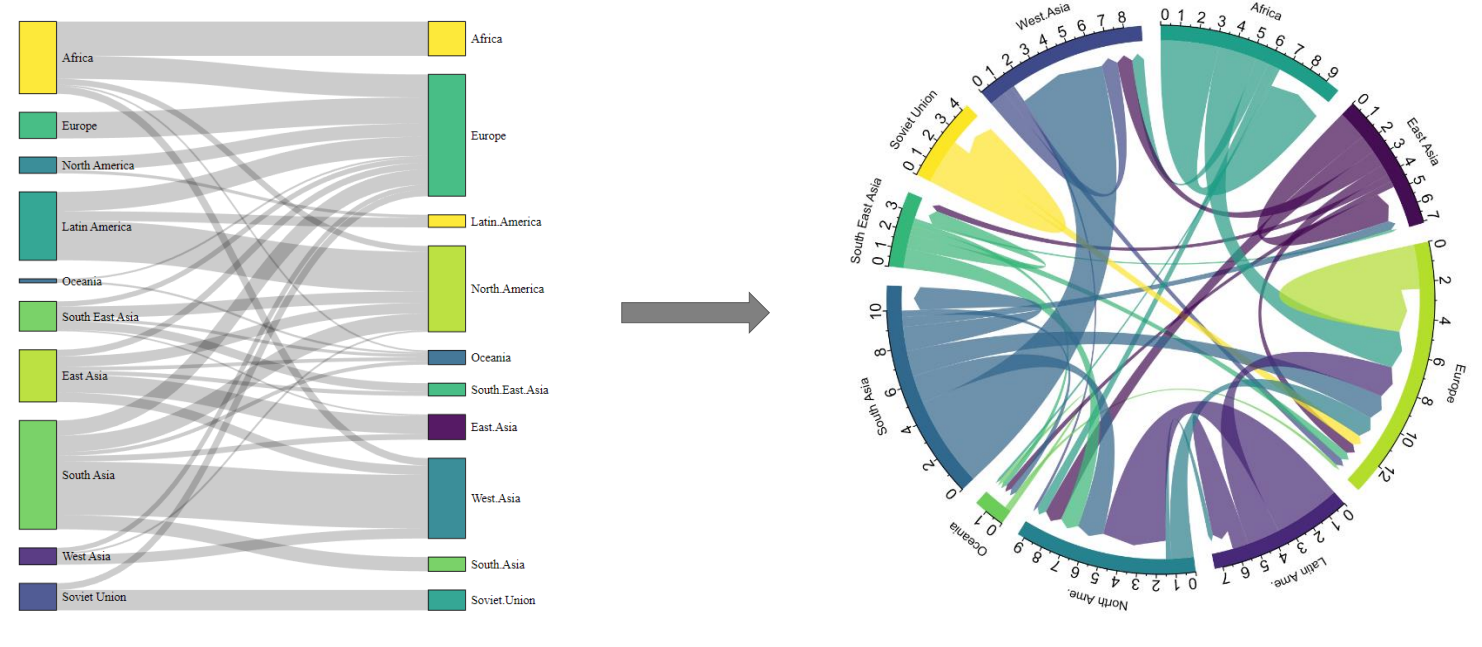 Africa
Europe
North America
Latin America
Oceania
South East Asia
East Asia
South Asia
West Asia
Soviet Union
Africa
Europe
Latin.America
North.America
Oceania
South.East.Asia
East.Asia
West.Asia
South.Asia
Soviet.Union
West.Asia
0 1 2 3 4 5 6 7 8
Africa
0 1 2 3 4 5 6 7 8 9
East Asia
0 1 2 3 4 5 6 7
Europe
0 2 4 6 8 10 12
Latin Ame.
0 1 2 3 4 5 6 7
North Ame.
0 1 2 3 4 5 6 7 8 9
Oceania
0 1
South Asia
0 2 4 6 8 10
South East Asia
0 1 2 3
Soviet Union
0 1 2 3 4